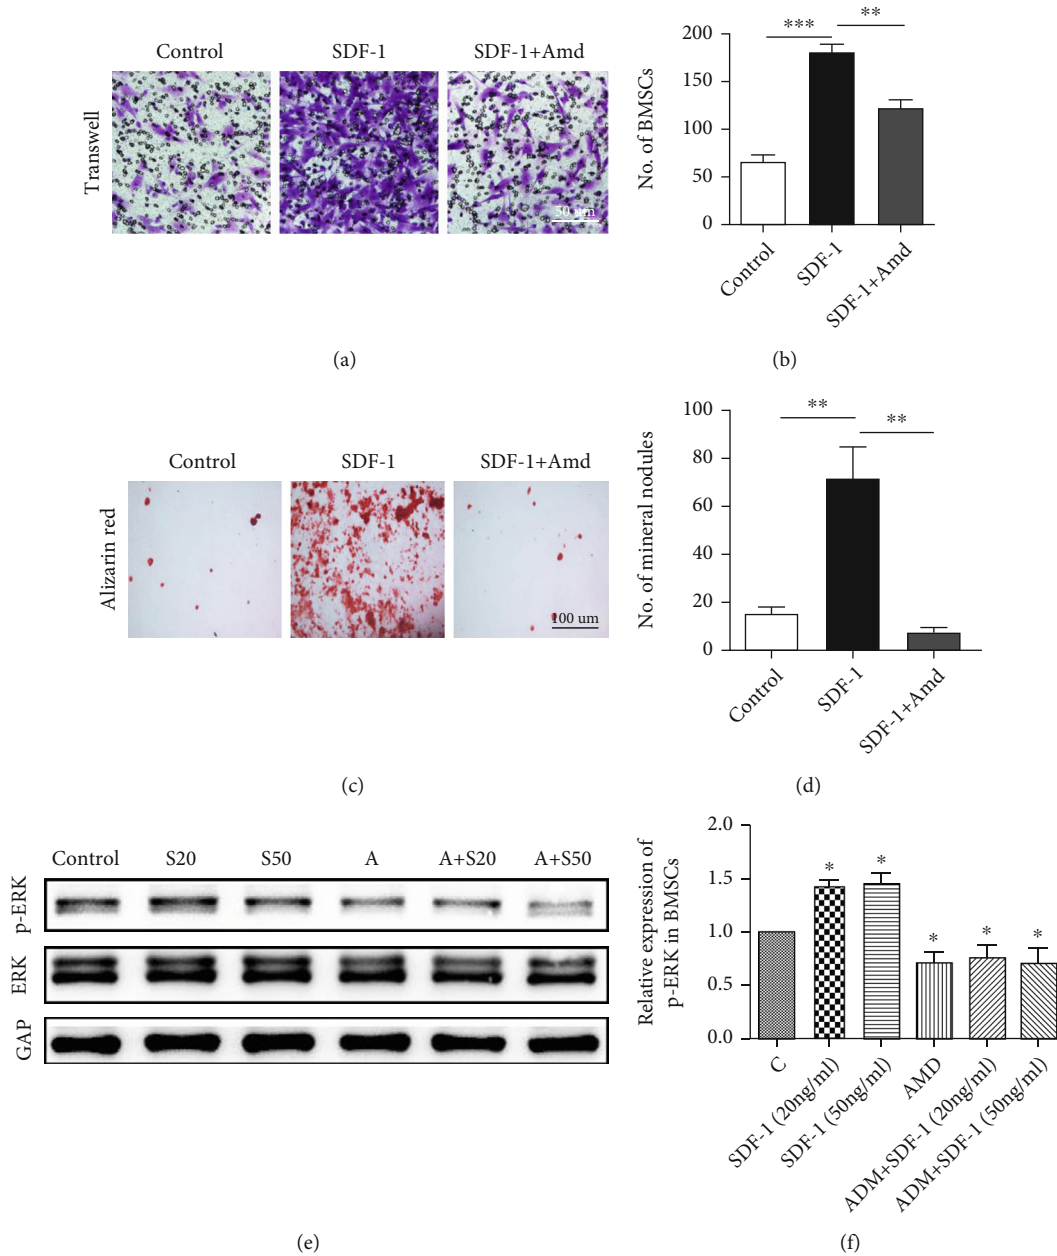 Control SDF-1 SDF-1+Amd
Transwell
50 um
(a)
*** **
No. of BMSCs
200
150
100
50
0
Control
SDF-1
SDF-1+Amd
(b)
Control SDF-1 SDF-1+Amd
Alizarin red
100 um
(c)
** **
No. of mineral nodules
100
80
60
40
20
0
Control
SDF-1
SDF-1+Amd
(d)
Control S20 S50 A A+S20 A+S50
p-ERK
ERK
GAP
(e)
Relative expression of
p-ERK in BMSCs
2.0
1.5
1.0
0.5
0.0
* * * * *
C
SDF-1 (20ng/ml)
SDF-1 (50ng/ml)
AMD
ADM+SDF-1 (20ng/ml)
ADM+SDF-1 (50ng/ml)
(f)